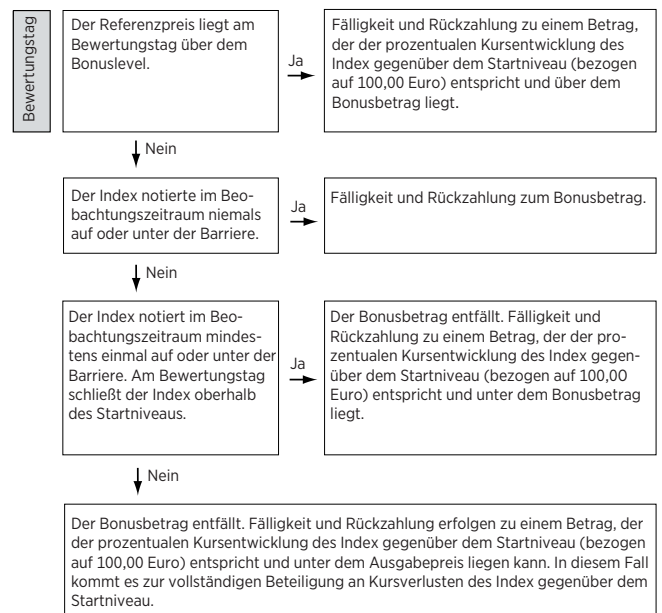 Bewertungstag
Der Referenzpreis liegt am
Bewertungstag über dem
Bonuslevel.
Ja
Fälligkeit und Rückzahlung zu einem Betrag,
der der prozentualen Kursentwicklung des
Index gegenüber dem Startniveau (bezogen
auf 100,00 Euro) entspricht und über dem
Bonusbetrag liegt.
Nein
Der Index notierte im Beo-
bachtungszeitraum niemals
auf oder unter der Barriere.
Ja
Fälligkeit und Rückzahlung zum Bonusbetrag.
Nein
Der Index notiert im Beo-
bachtungszeitraum mindes-
tens einmal auf oder unter der
Barriere. Am Bewertungstag
schließt der Index oberhalb
des Startniveaus.
Ja
Der Bonusbetrag entfällt. Fälligkeit und
Rückzahlung zu einem Betrag, der der pro-
zentualen Kursentwicklung des Index gegen-
über dem Startniveau (bezogen auf 100,00
Euro) entspricht und unter dem Bonusbetrag
liegt.
Nein
Der Bonusbetrag entfällt. Fälligkeit und Rückzahlung erfolgen zu einem Betrag, der
der prozentualen Kursentwicklung des Index gegenüber dem Startniveau (bezogen
auf 100,00 Euro) entspricht und unter dem Ausgabepreis liegen kann. In diesem Fall
kommt es zur vollständigen Beteiligung an Kursverlusten des Index gegenüber dem
Startniveau.